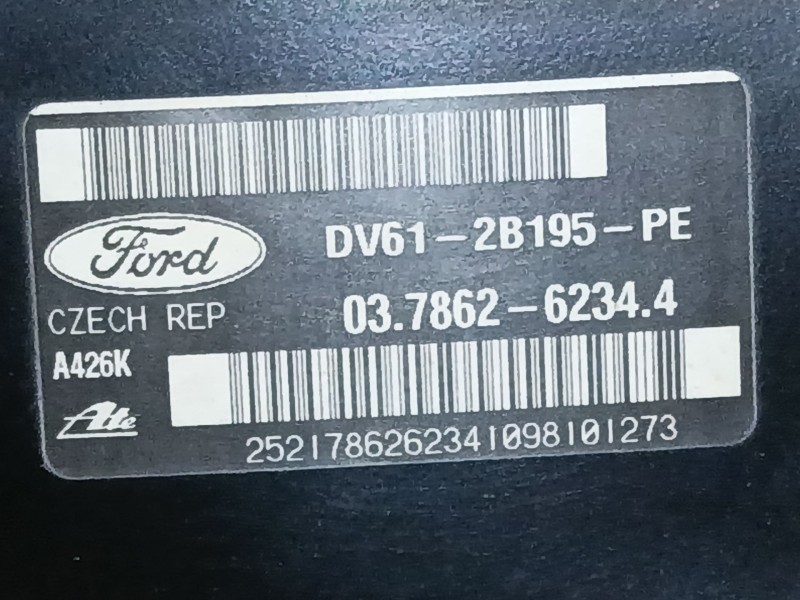 Ford
DV61-2B195-PE
CZECH REP
03.7862-6234.4
A426K
Ate
2521786262341098101273